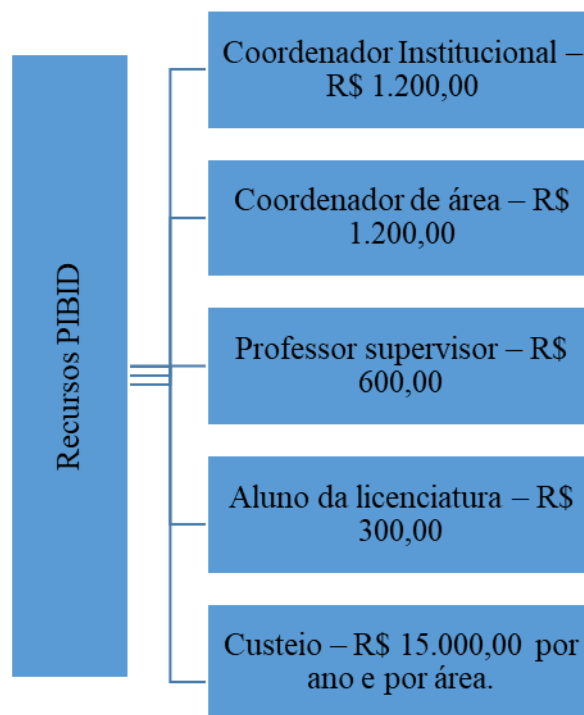 Recursos PIBID
Coordenador Institucional –
R$ 1.200,00
Coordenador de área – R$
1.200,00
Professor supervisor – R$
600,00
Aluno da licenciatura – R$
300,00
Custeio – R$ 15.000,00 por
ano e por área.